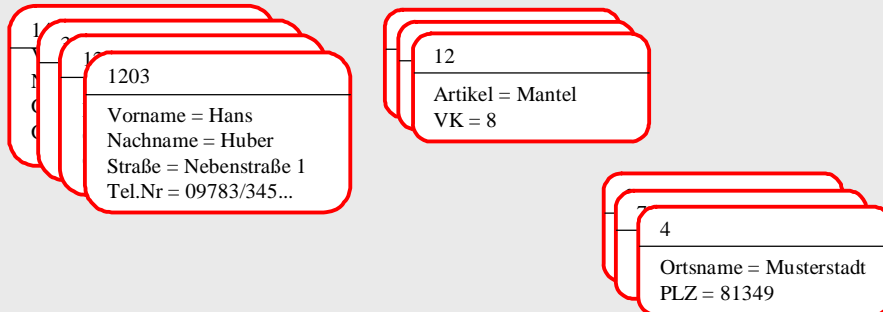 1203
Vorname = Hans
Nachname = Huber
Straße = Nebenstraße 1
Tel.Nr = 09783/345...
12
Artikel = Mantel
VK = 8
4
Ortsname = Musterstadt
PLZ = 81349